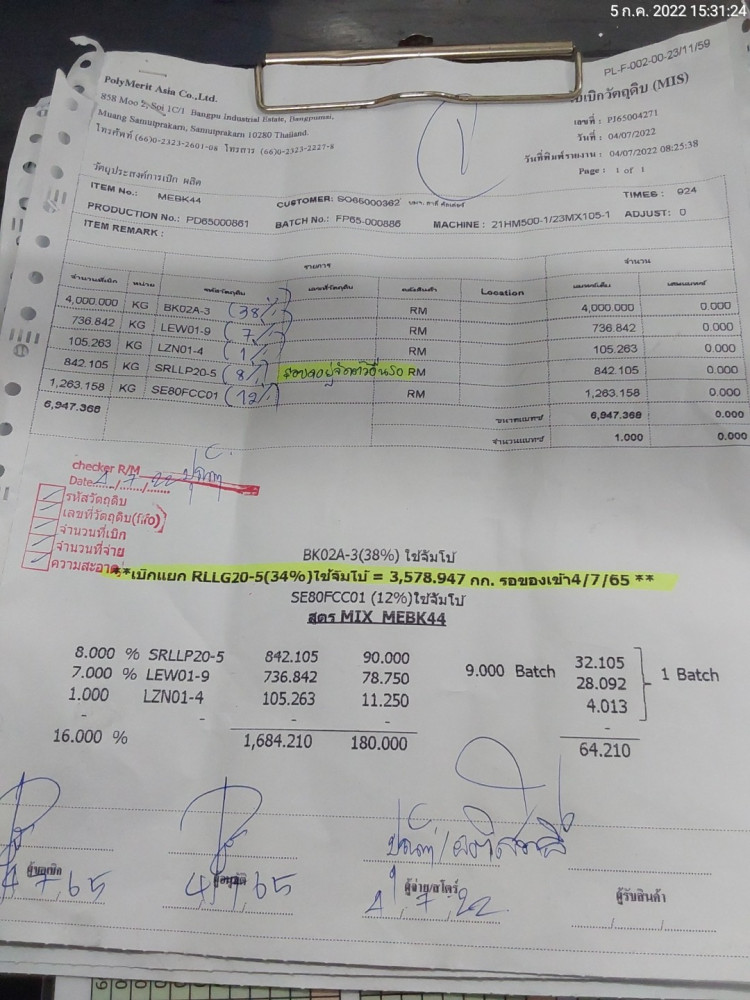 5 ก.ค. 2022 15:31:24
PL-F-002-00-23/11/59
PolyMerit Asia Co.,Ltd.
858 Moo 2, Soi 1C/1 Bangpu Industrial Estate, Bangpumai,
Muang Samutprakarn, Samutprakarn 10280 Thailand.
โทรศัพท์ (66)0-2323-2601-08 โทรสาร (66)0-2323-2227-8
เบิกวัตถุดิบ (MIS)
เลขที่ : PJ65004271
วันที่ : 04/07/2022
วันที่พิมพ์รายงาน : 04/07/2022 08:25:38
Page : 1 of 1
วัตถุประสงค์การเบิก ผลิต
ITEM No.: MEBK44 CUSTOMER: SO65000362 TIMES : 924
PRODUCTION No.: PD65000861 BATCH No.: FP65-000886 MACHINE : 21HM500-1/23MX105-1 ADJUST: 0
ITEM REMARK :
รายการ จำนวน
จำนวนที่เบิก หน่วย รหัสวัตถุดิบ เลขที่วัตถุดิบ คลังสินค้า Location
4,000.000 KG BK02A-3 (38%) RM 4,000.000 0.000
736.842 KG LEW01-9 (7%) RM 736.842 0.000
105.263 KG LZN01-4 (1%) RM 105.263 0.000
842.105 KG SRLLP20-5 (8%) RM 842.105 0.000
1,263.158 KG SE80FCC01 (12%) RM 1,263.158 0.000
6,947.368 ขนาดแบทช์ 6,947.368 0.000
จำนวนแบทช์ 1.000 0.000
checker R/M
Date 4/7/22
รหัสวัตถุดิบ
เลขที่วัตถุดิบ(ล็อต)
จำนวนที่เบิก
จำนวนที่จ่าย
ความสะอาด
BK02A-3(38%) ใช้จัมโบ้
**เบิกแยก RLLG20-5(34%)ใช้จัมโบ้ = 3,578.947 กก. รอของเข้า4/7/65 **
SE80FCC01 (12%)ใช้จัมโบ้
สูตร MIX MEBK44
8.000 % SRLLP20-5 842.105 90.000 9.000 Batch 32.105 1 Batch
7.000 % LEW01-9 736.842 78.750 28.092
1.000 LZN01-4 105.263 11.250 4.013
- - - - -
16.000 % 1,684.210 180.000 64.210
ผู้อนุมัติ ผู้จ่าย/สโตร์ ผู้รับสินค้า
4/7/65 4/7/65 4/7/22